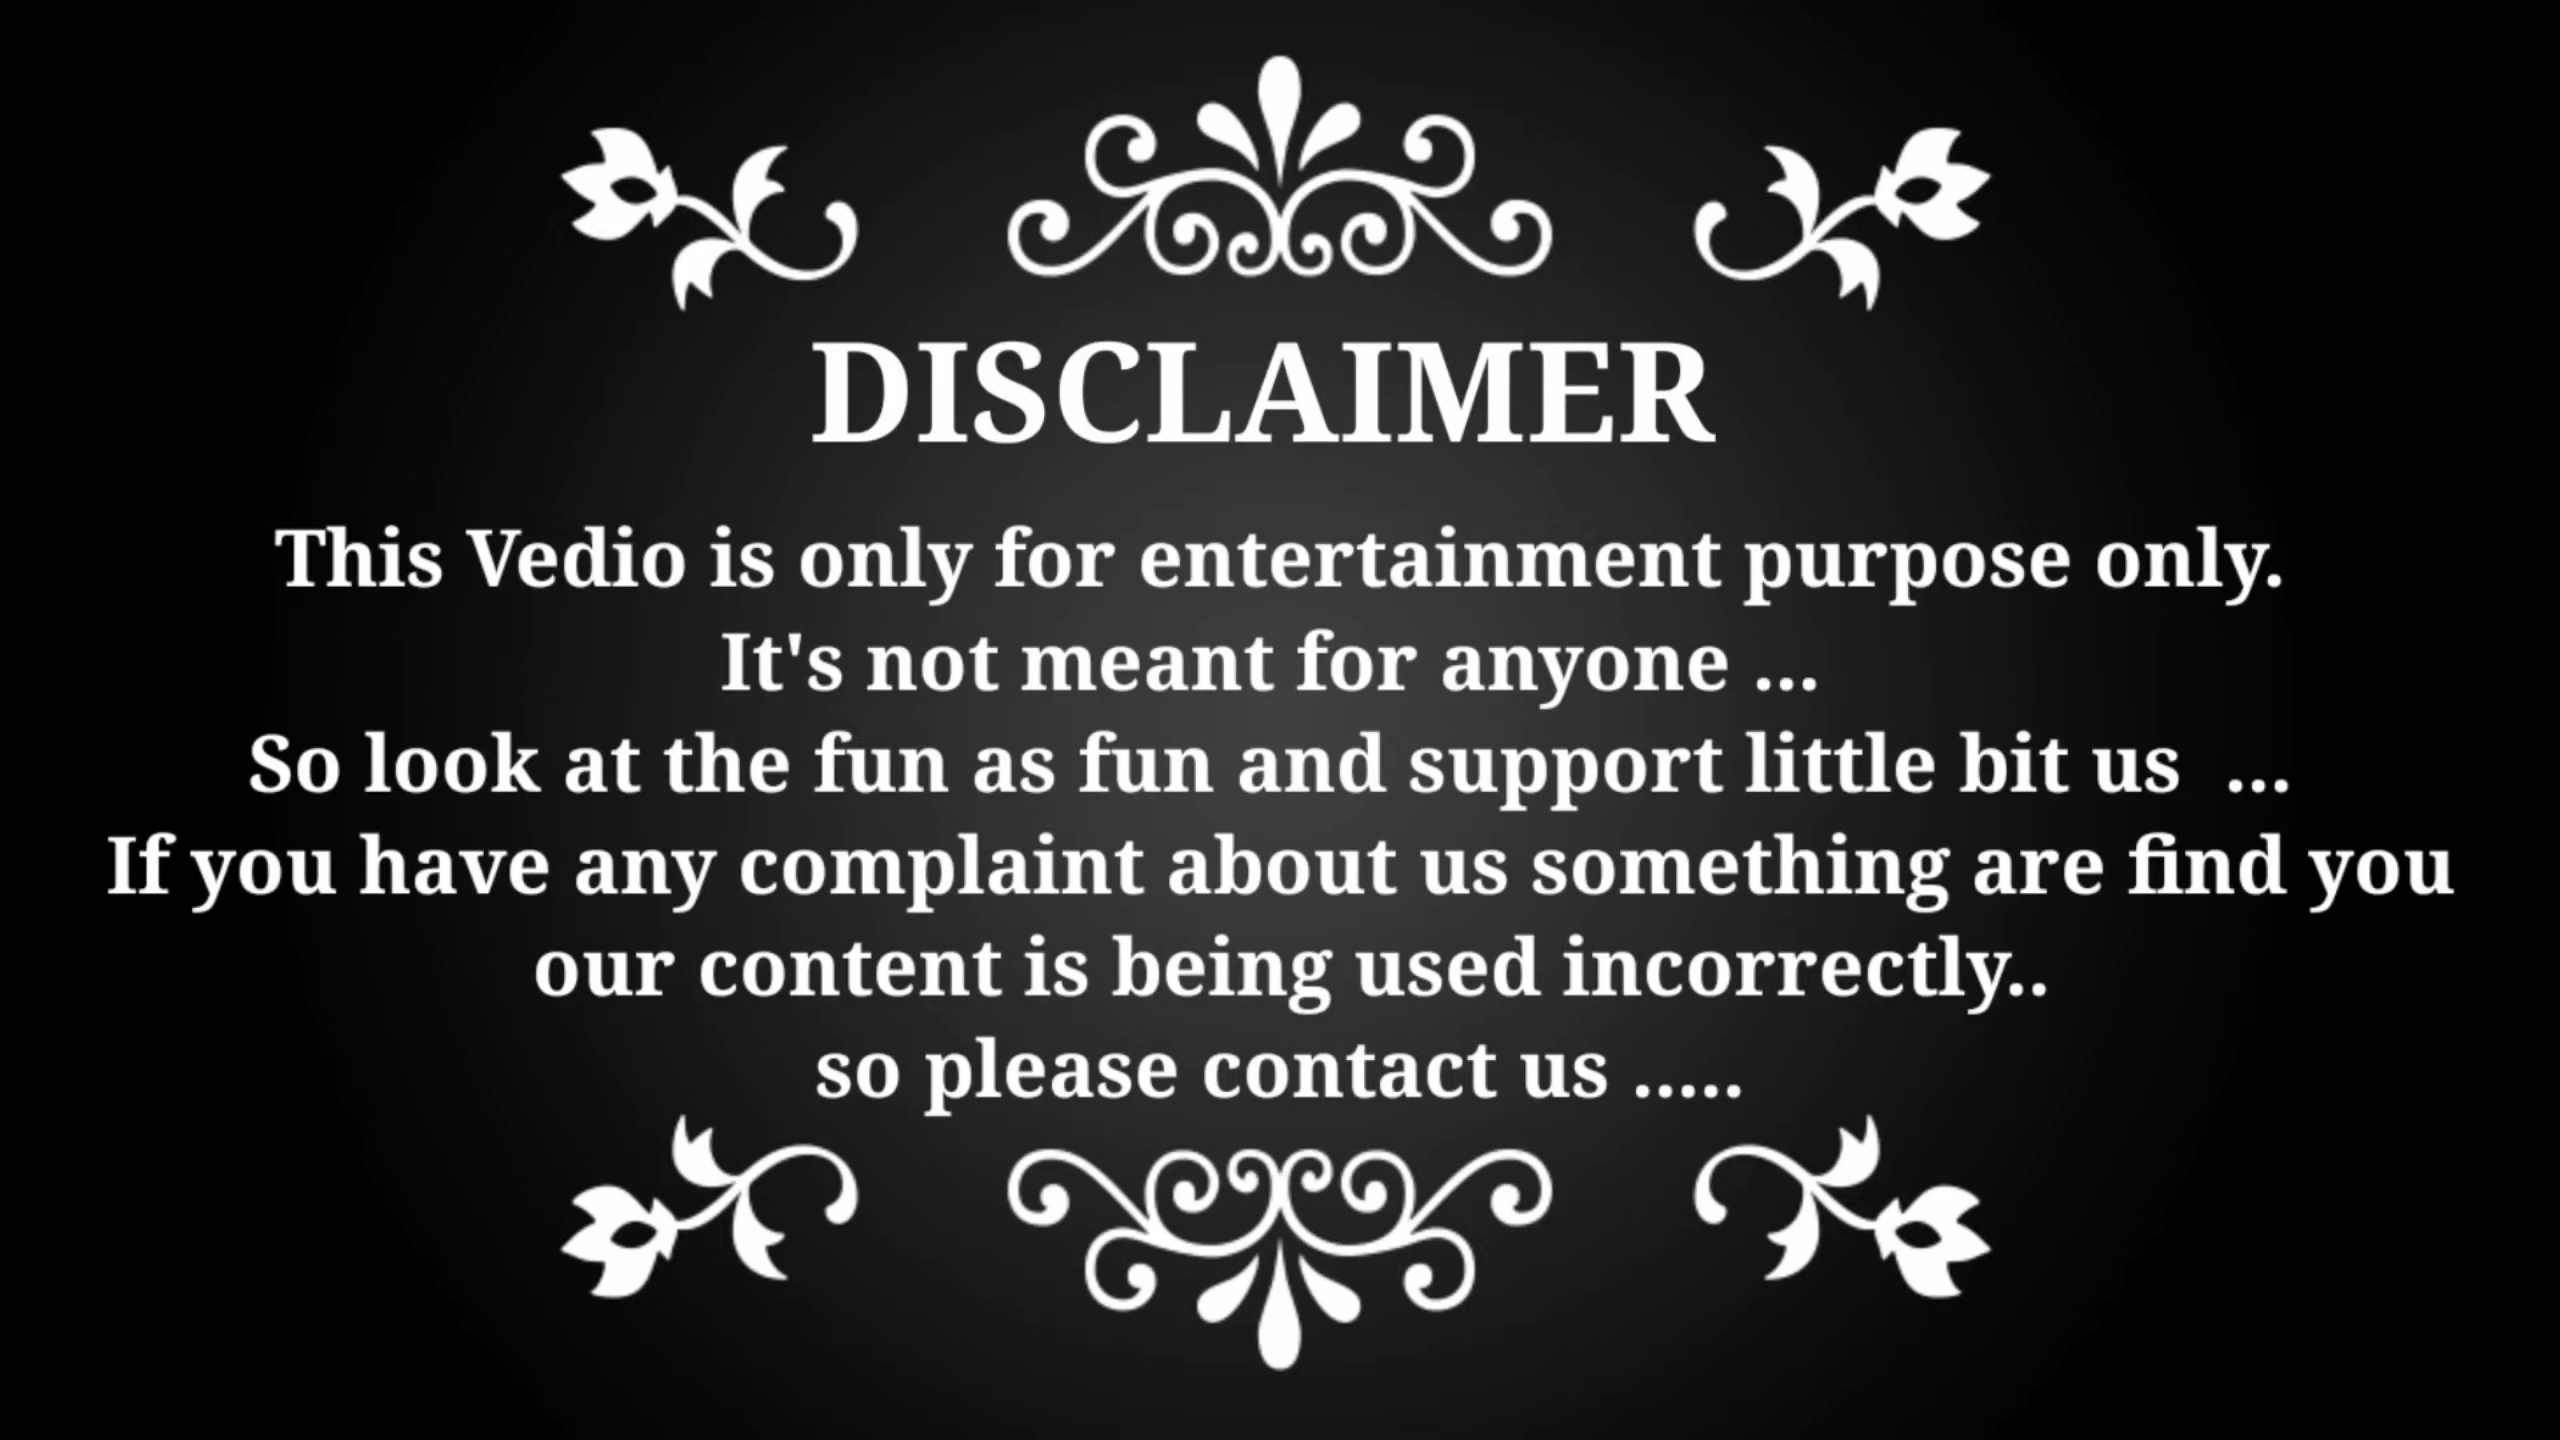 DISCLAIMER
This Vedio is only for entertainment purpose only.
It's not meant for anyone ...
So look at the fun as fun and support little bit us  ...
If you have any complaint about us something are find you
our content is being used incorrectly..
so please contact us .....